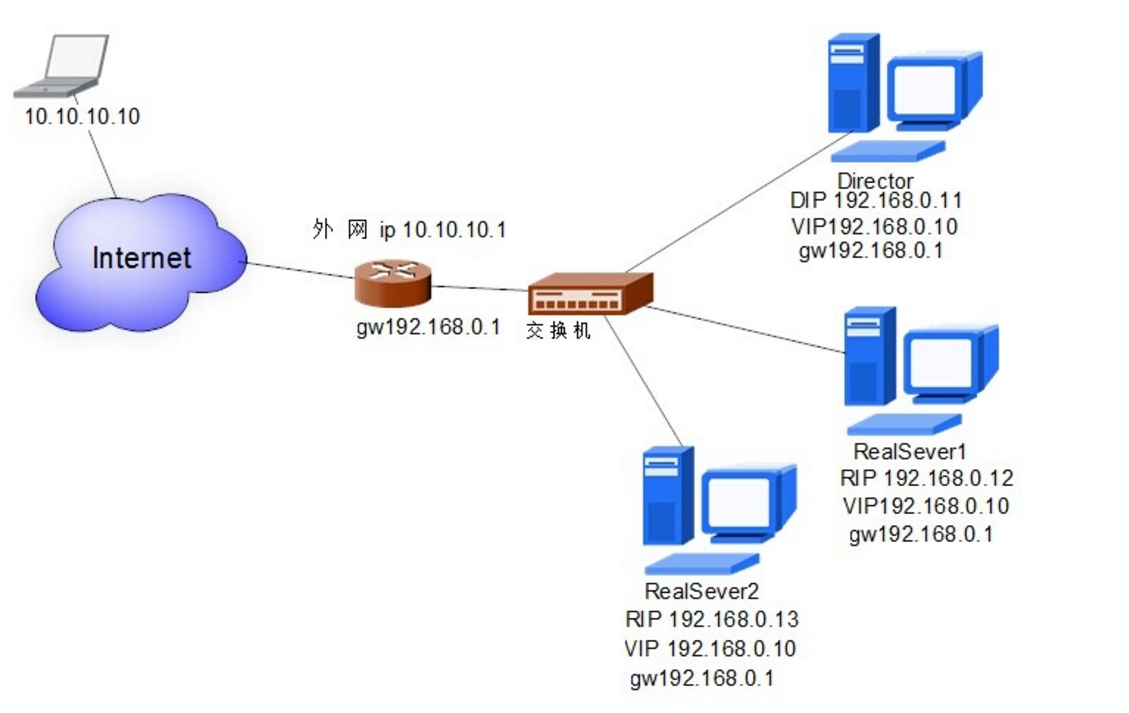 10.10.10.10
Internet
外 网 ip 10.10.10.1
gw192.168.0.1
交换机
Director
DIP 192.168.0.11
VIP192.168.0.10
gw192.168.0.1
RealSever1
RIP 192.168.0.12
VIP192.168.0.10
gw192.168.0.1
RealSever2
RIP 192.168.0.13
VIP 192.168.0.10
gw192.168.0.1